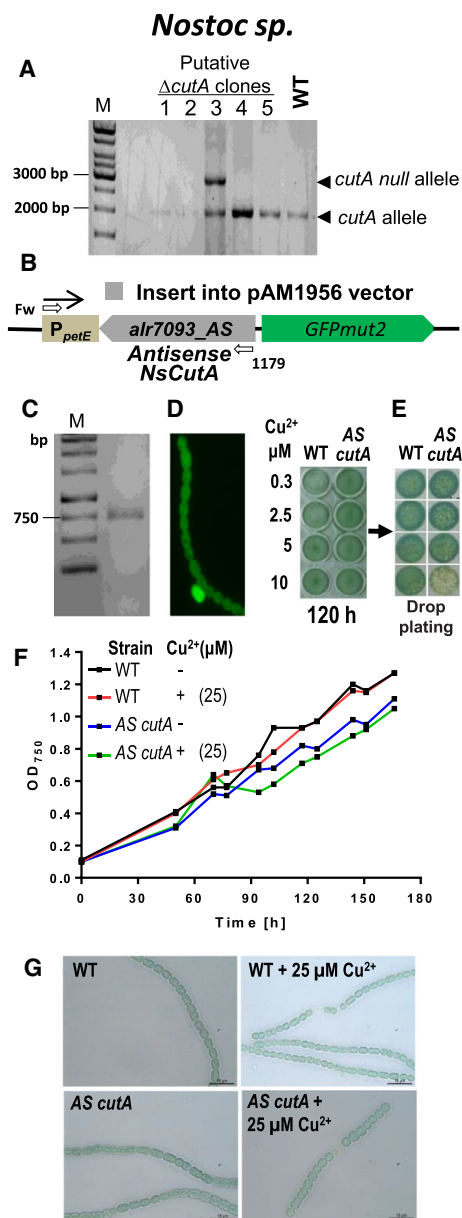 Nostoc sp.
A
Putative
ΔcutA clones
M 1 2 3 4 5 WT
3000 bp
cutA null allele
2000 bp
cutA allele
B
Insert into pAM1956 vector
Fw
PpetE
alr7093_AS
GFPmut2
Antisense
NsCutA
1179
C
M
bp
750
D
Cu²⁺
µM
WT
AS
cutA
0.3
2.5
5
10
120 h
E
WT
AS
cutA
Drop
plating
F
Strain Cu²⁺(µM)
WT -
WT + (25)
AS cutA -
AS cutA + (25)
OD750
1.4
1.2
1.0
0.8
0.6
0.4
0.2
0.0
0 30 60 90 120 150 180
Time [h]
G
WT
WT + 25 µM Cu²⁺
AS cutA
AS cutA +
25 µM Cu²⁺